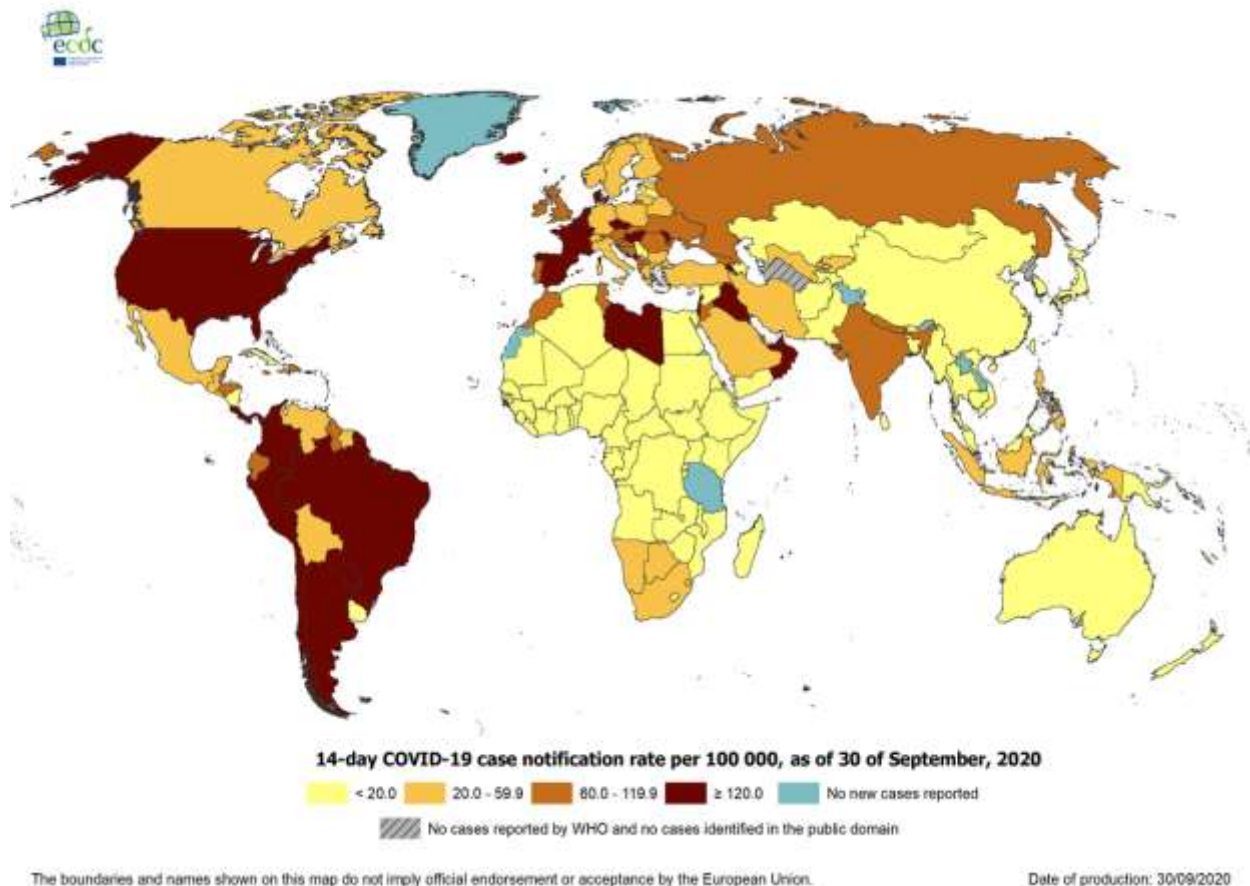 ecdc
14-day COVID-19 case notification rate per 100 000, as of 30 of September, 2020
< 20.0 20.0 - 59.9 60.0 - 119.9 ≥ 120.0 No new cases reported
No cases reported by WHO and no cases identified in the public domain
The boundaries and names shown on this map do not imply official endorsement or acceptance by the European Union. Date of production: 30/09/2020